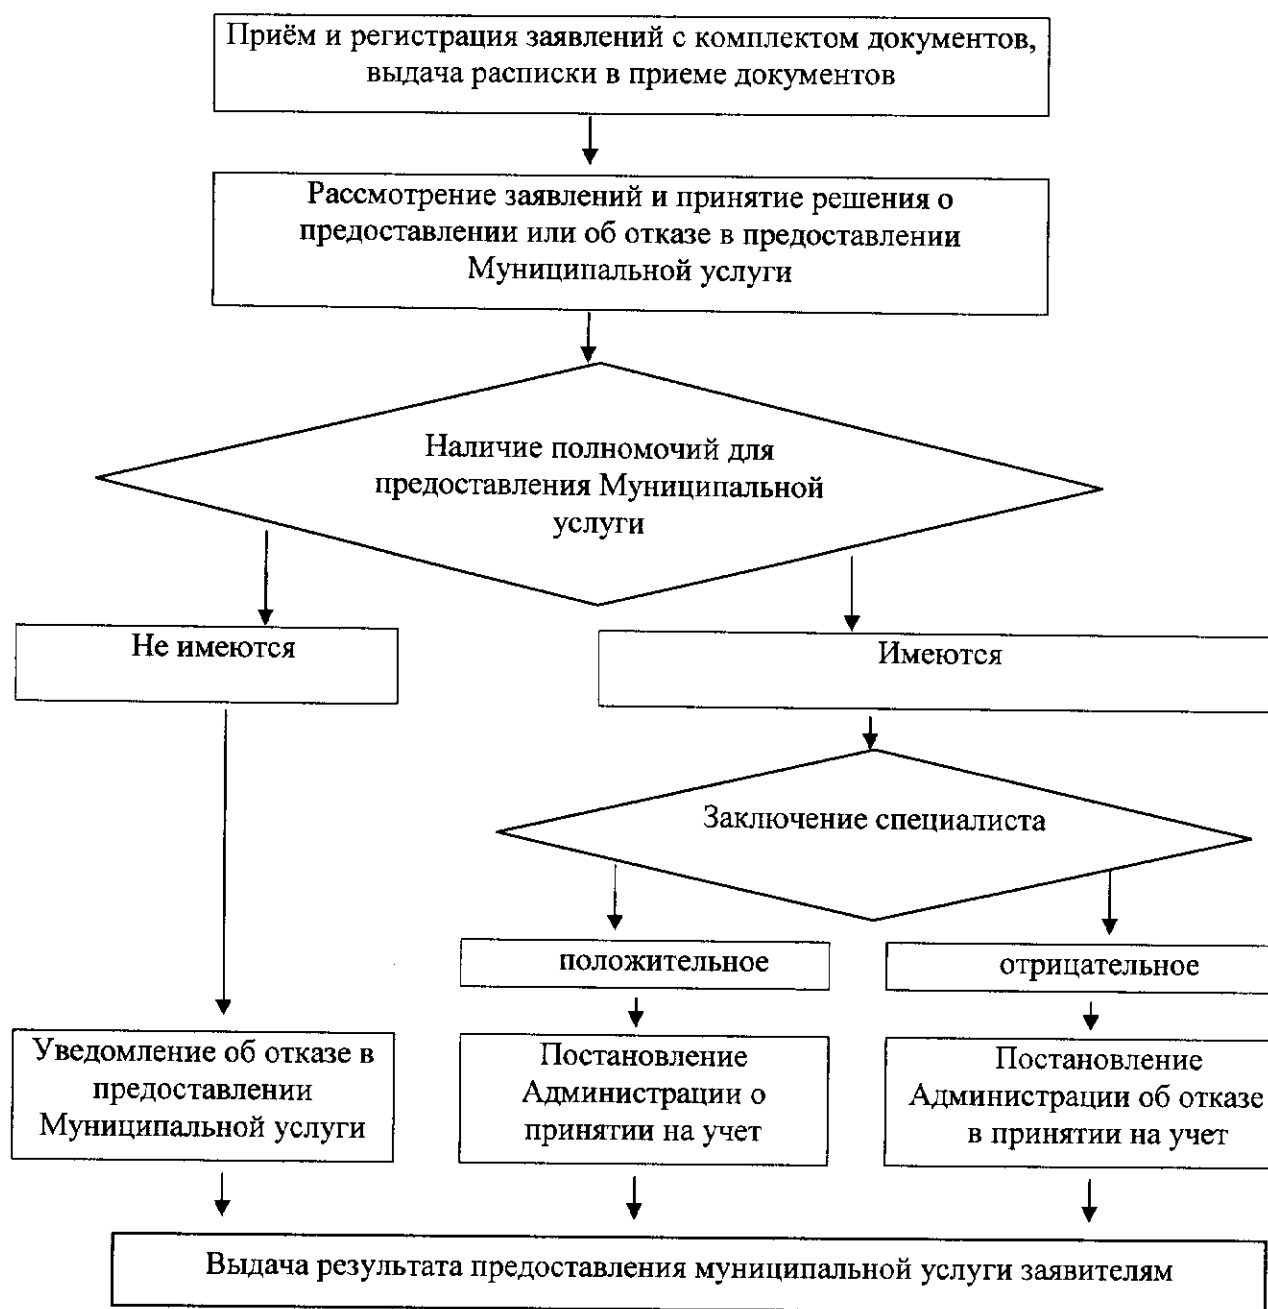 Приём и регистрация заявлений с комплектом документов,
выдача расписки в приеме документов
Рассмотрение заявлений и принятие решения о
предоставлении или об отказе в предоставлении
Муниципальной услуги
Наличие полномочий для
предоставления Муниципальной
услуги
Не имеются
Имеются
Заключение специалиста
положительное
отрицательное
Уведомление об отказе в
предоставлении
Муниципальной услуги
Постановление
Администрации о
принятии на учет
Постановление
Администрации об отказе
в принятии на учет
Выдача результата предоставления муниципальной услуги заявителям